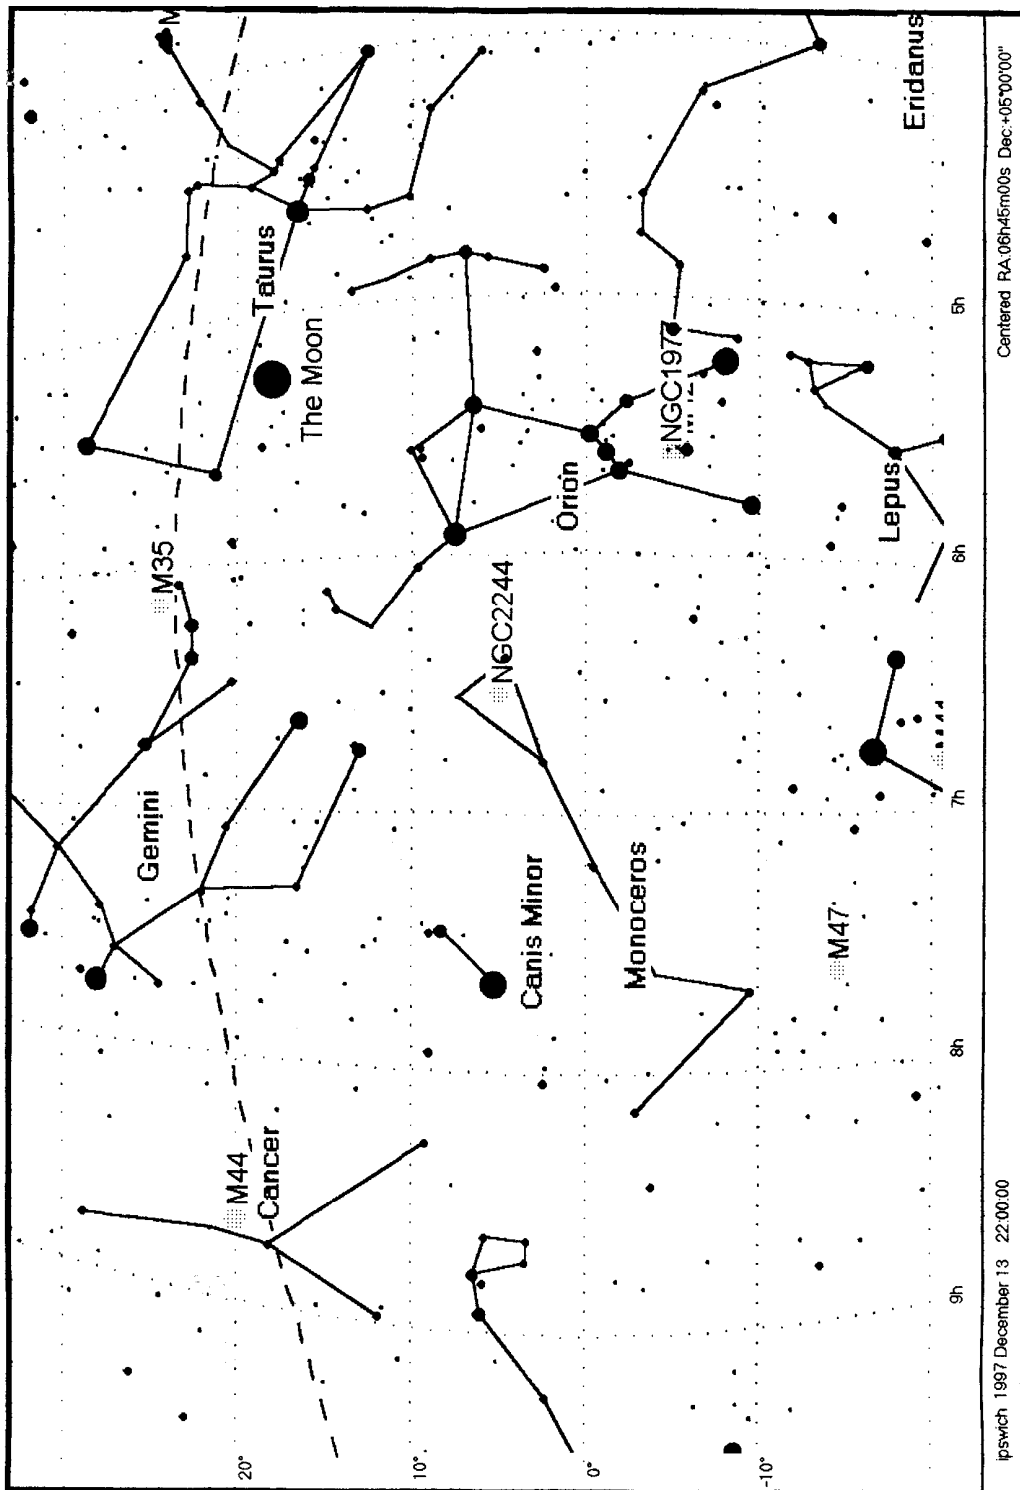 M
Eridanus
Taurus
The Moon
NGC197
Orion
Lepus
M35
NGC2244
Gemini
Canis Minor
Monoceros
M47
M44
Cancer
20°
10°
0°
-10°
5h
6h
7h
8h
9h
Ipswich 1997 December 13 22:00:00
Centered RA:06h45m00s Dec:+05°00'00"